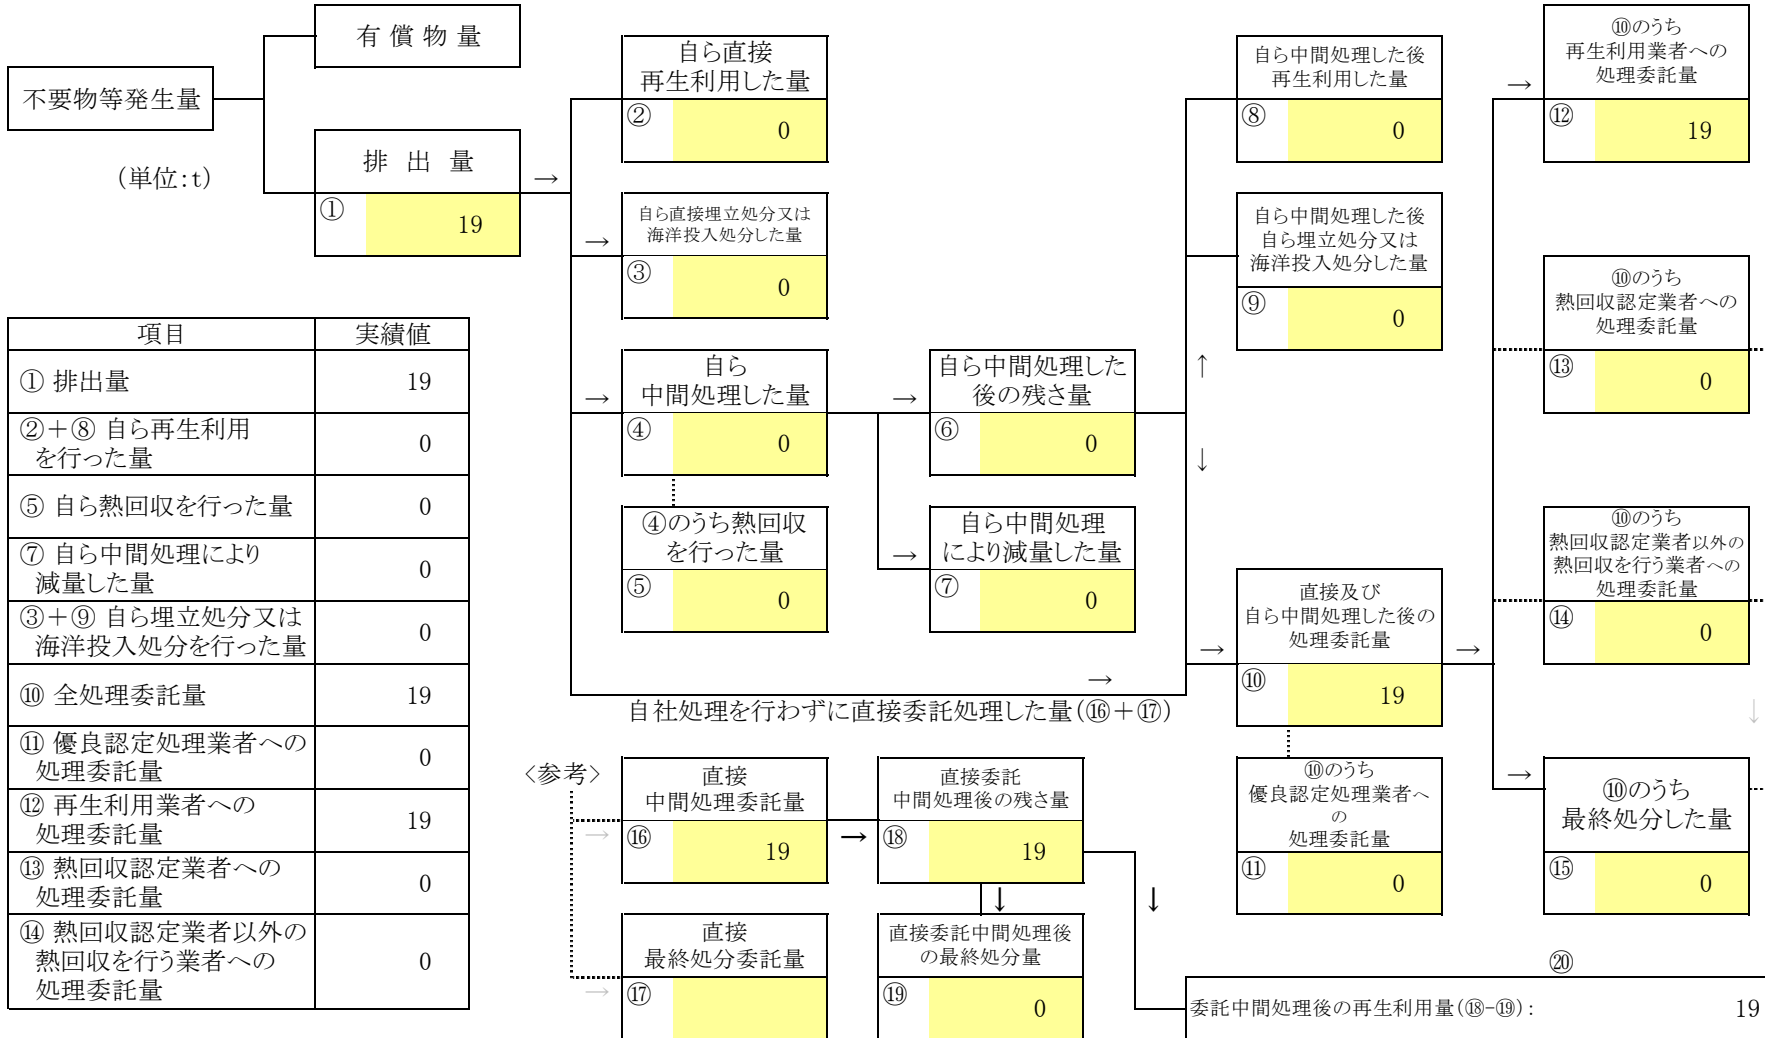 有 償 物 量
不要物等発生量
(単位:t)
排 出 量
①
19
→
自ら直接
再生利用した量
②
0
→
自ら直接埋立処分又は
海洋投入処分した量
③
0
→
自ら
中間処理した量
④
0
④のうち熱回収
を行った量
⑤
0
→
自ら中間処理した
後の残さ量
⑥
0
→
自ら中間処理
により減量した量
⑦
0
↑
↓
自ら中間処理した後
再生利用した量
⑧
0
自ら中間処理した後
自ら埋立処分又は
海洋投入処分した量
⑨
0
→
自社処理を行わずに直接委託処理した量(⑯+⑰)
→
直接及び
自ら中間処理した後の
処理委託量
⑩
19
⑩のうち
優良認定処理業者へ
の
処理委託量
⑪
0
→
→
⑩のうち
再生利用業者への
処理委託量
⑫
19
⑩のうち
熱回収認定業者への
処理委託量
⑬
0
⑩のうち
熱回収認定業者以外の
熱回収を行う業者への
処理委託量
⑭
0
↓
→
⑩のうち
最終処分した量
⑮
0
項目 実績値
① 排出量 19
②+⑧ 自ら再生利用
を行った量 0
⑤ 自ら熱回収を行った量 0
⑦ 自ら中間処理により
減量した量 0
③+⑨ 自ら埋立処分又は
海洋投入処分を行った量 0
⑩ 全処理委託量 19
⑪ 優良認定処理業者への
処理委託量 0
⑫ 再生利用業者への
処理委託量 19
⑬ 熱回収認定業者への
処理委託量 0
⑭ 熱回収認定業者以外の
熱回収を行う業者への
処理委託量 0
<参考>
→
直接
中間処理委託量
⑯
19
→
直接委託
中間処理後の残さ量
⑱
19
↓
↓
→
直接
最終処分委託量
⑰
直接委託中間処理後
の最終処分量
⑲
0
⑳
委託中間処理後の再生利用量(⑱-⑲): 19